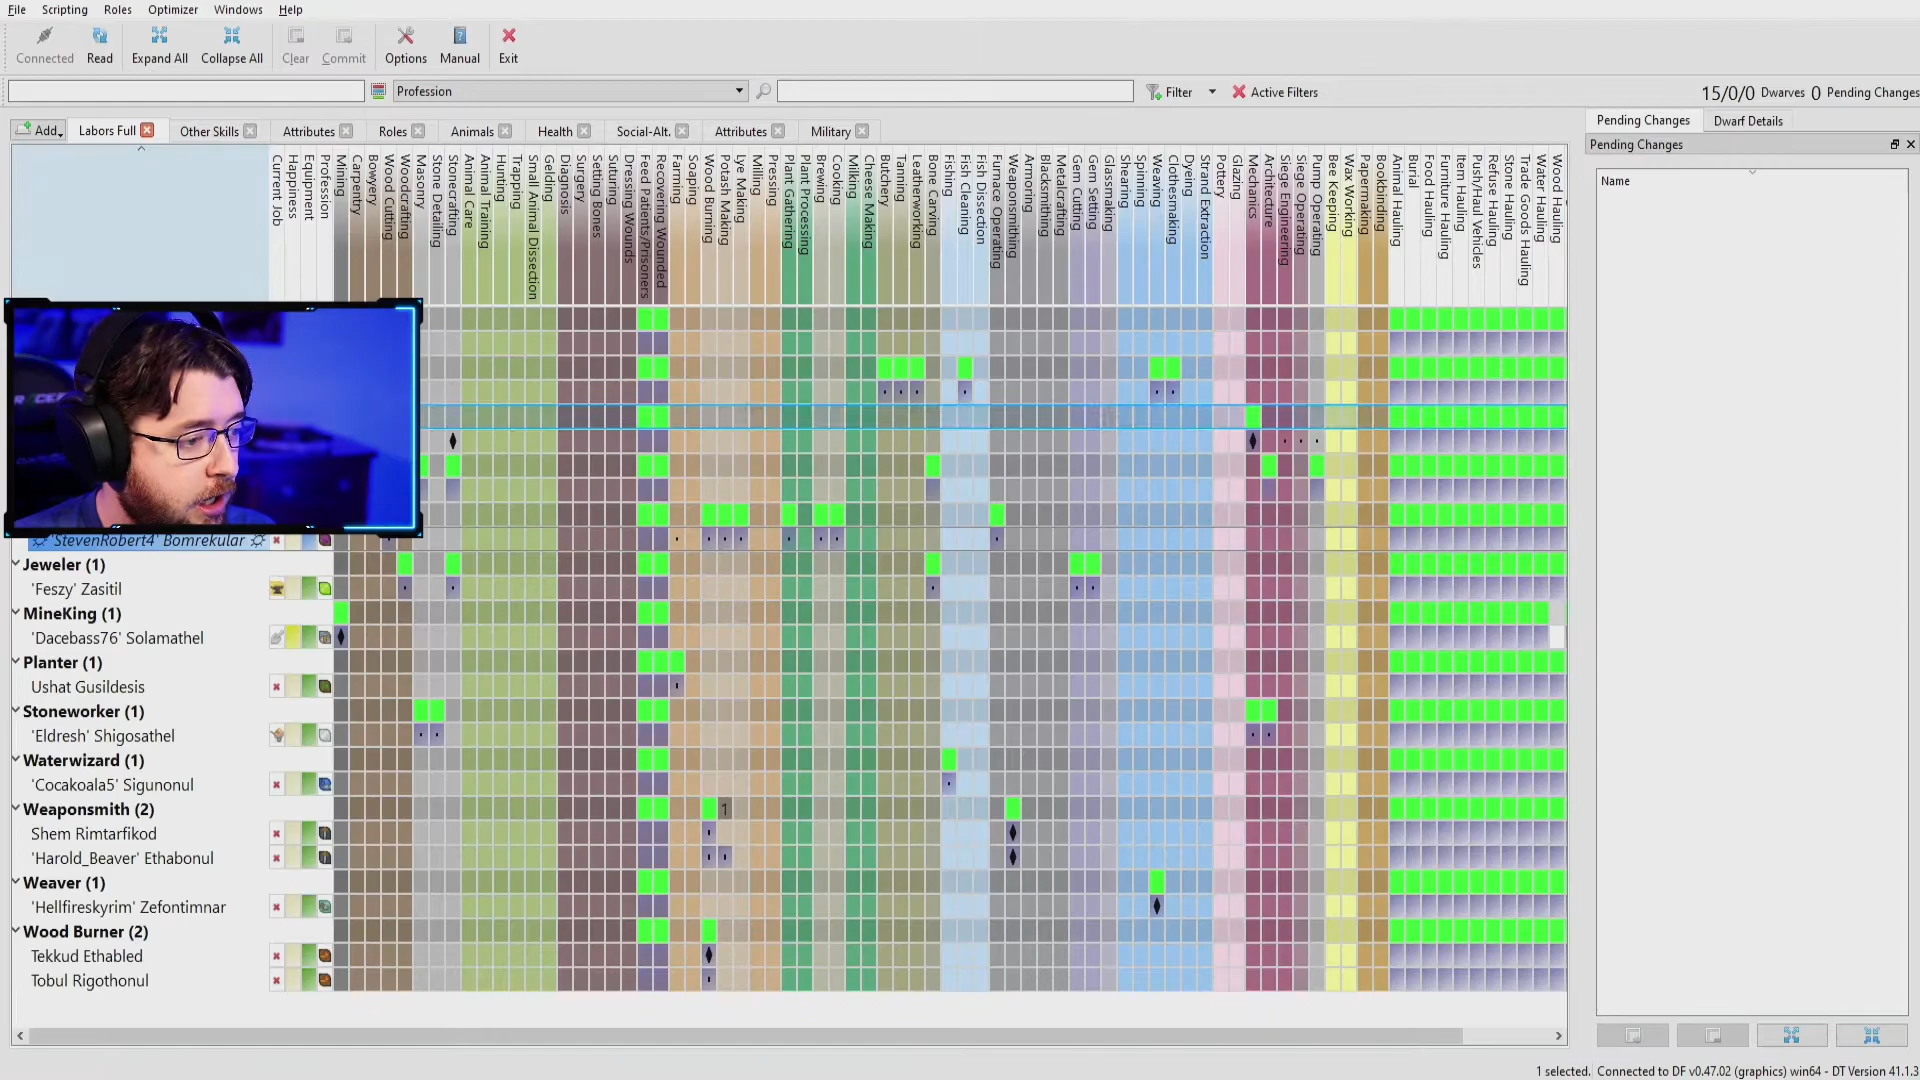 File Scripting Roles Optimizer Windows Help
Connected Read Expand All Collapse All Clear Commit Options Manual Exit
Profession Filter Active Filters 15/0/0 Dwarves 0 Pending Changes
Add Labors Full Other Skills Attributes Roles Animals Health Social-Alt. Attributes Military
Pending Changes Dwarf Details
Pending Changes
Name
Current Job
Happiness
Equipment
Profession
Mining
Carpentry
Bowyery
Wood Cutting
Woodcrafting
Masonry
Stone Detailing
Stonecrafting
Animal Care
Animal Training
Hunting
Trapping
Small Animal Dissection
Gelding
Diagnosis
Surgery
Setting Bones
Suturing
Dressing Wounds
Feed Patients/Prisoners
Recovering Wounded
Farming
Soaping
Wood Burning
Potash Making
Lye Making
Milling
Pressing
Plant Gathering
Plant Processing
Brewing
Cooking
Milking
Cheese Making
Butchery
Tanning
Leatherworking
Bone Carving
Fishing
Fish Cleaning
Fish Dissection
Furnace Operating
Weaponsmithing
Armoring
Blacksmithing
Metalcrafting
Gem Cutting
Gem Setting
Glassmaking
Shearing
Spinning
Weaving
Clothesmaking
Dyeing
Strand Extraction
Pottery
Glazing
Mechanics
Architecture
Siege Engineering
Siege Operating
Pump Operating
Bee Keeping
Wax Working
Papermaking
Bookbinding
Animal Hauling
Burial
Food Hauling
Furniture Hauling
Item Hauling
Push/Haul Vehicles
Refuse Hauling
Stone Hauling
Trade Goods Hauling
Water Hauling
Wood Hauling
'StevenRobert4' Bomrekular
Jeweler (1)
'Feszy' Zasitil
MineKing (1)
'Dacebass76' Solamathel
Planter (1)
Ushat Gusildesis
Stoneworker (1)
'Eldresh' Shigosathel
Waterwizard (1)
'Cocakoala5' Sigunonul
Weaponsmith (2) 1
Shem Rimtarfikod
'Harold_Beaver' Ethabonul
Weaver (1)
'Hellfireskyrim' Zefontimnar
Wood Burner (2)
Tekkud Ethabled
Tobul Rigothonul
1 selected. Connected to DF v0.47.02 (graphics) win64 - DT Version 41.1.3